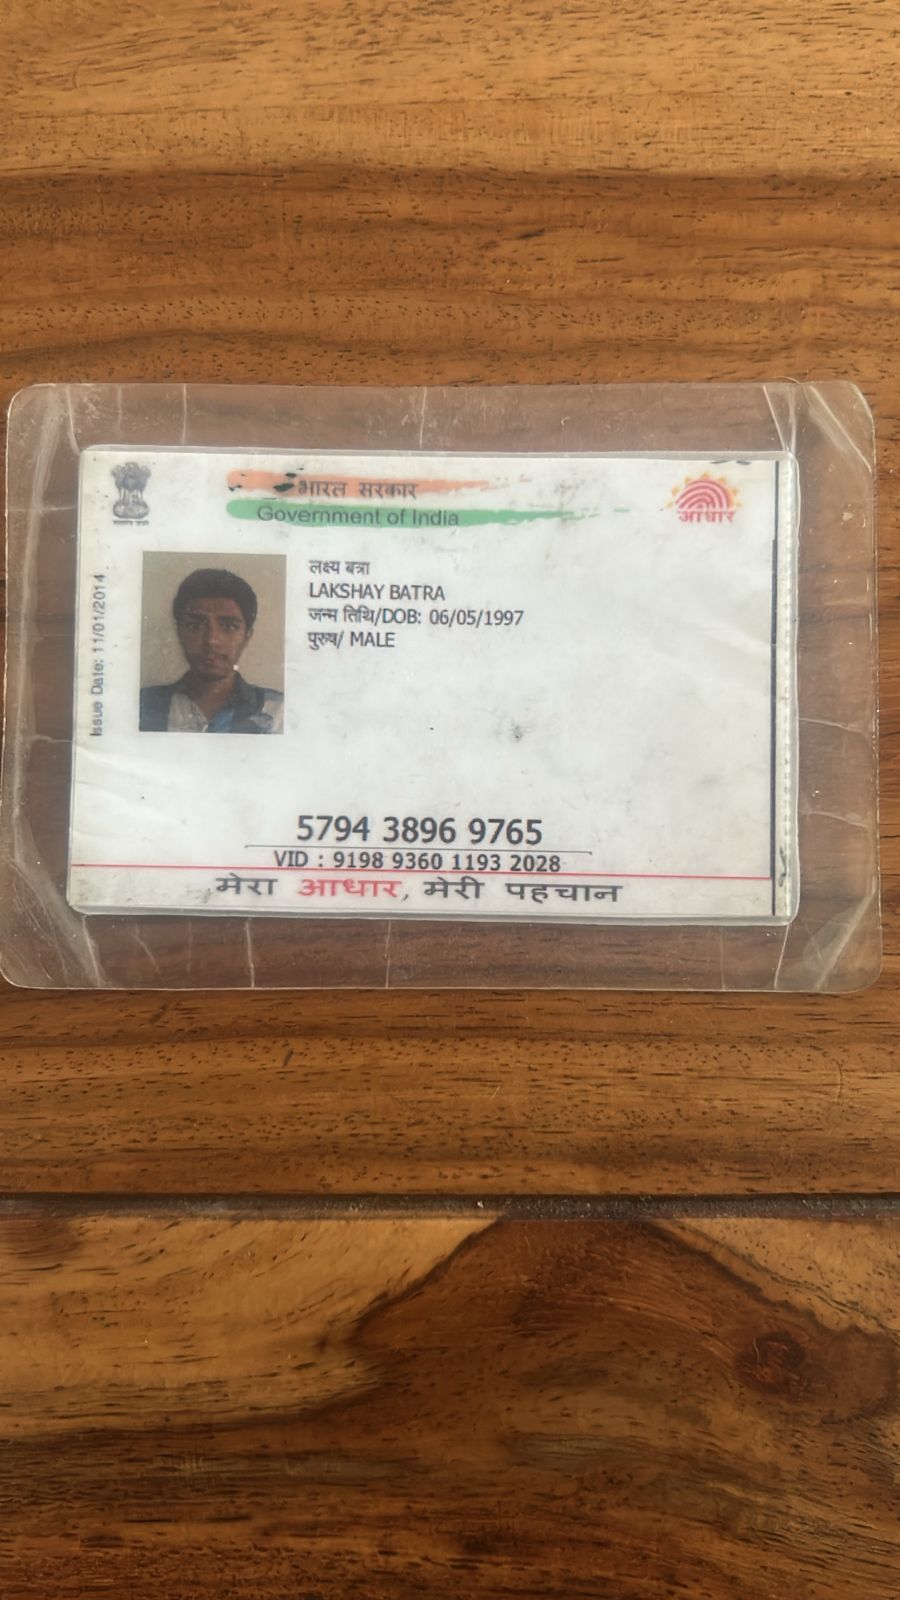 भारत सरकार
Government of India
आधार
Issue Date: 11/01/2014
लक्ष्य बत्रा
LAKSHAY BATRA
जन्म तिथि/DOB: 06/05/1997
पुरुष/ MALE
5794 3896 9765
VID : 9198 9360 1193 2028
मेरा आधार, मेरी पहचान